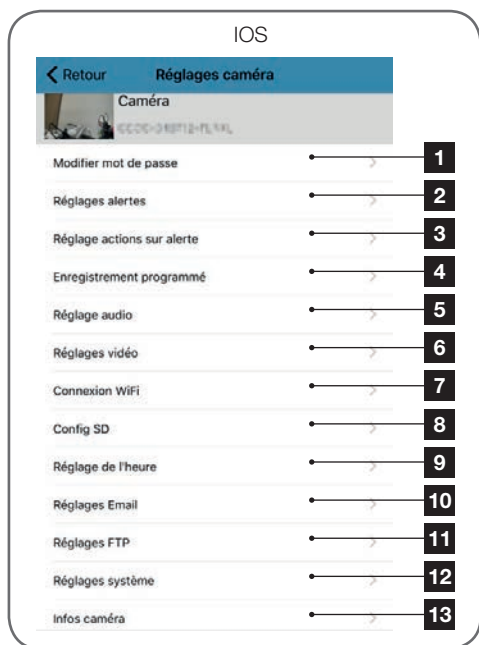 IOS
Retour Réglages caméra
Caméra
Modifier mot de passe 1
Réglages alertes 2
Réglage actions sur alerte 3
Enregistrement programmé 4
Réglage audio 5
Réglages vidéo 6
Connexion WiFi 7
Config SD 8
Réglage de l'heure 9
Réglages Email 10
Réglages FTP 11
Réglages système 12
Infos caméra 13